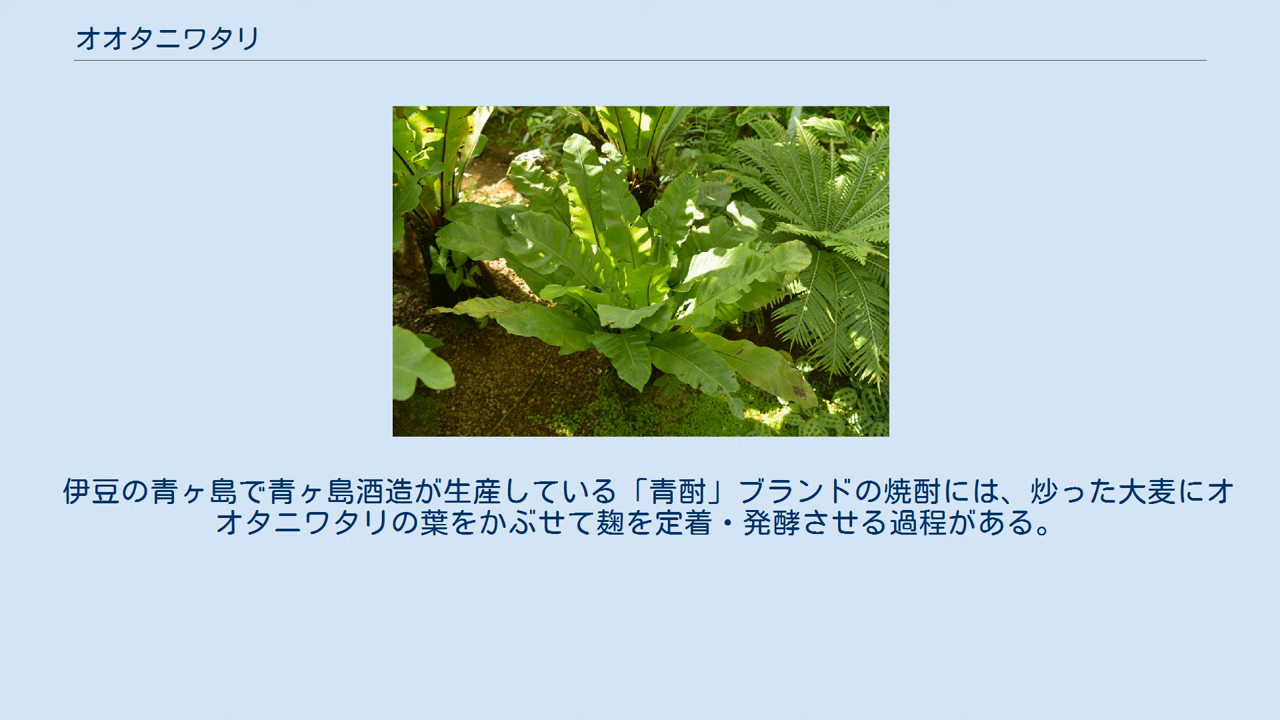 オオタニワタリ
伊豆の青ヶ島で青ヶ島酒造が生産している「青酎」ブランドの焼酎には、炒った大麦にオ
オタニワタリの葉をかぶせて麹を定着・発酵させる過程がある。